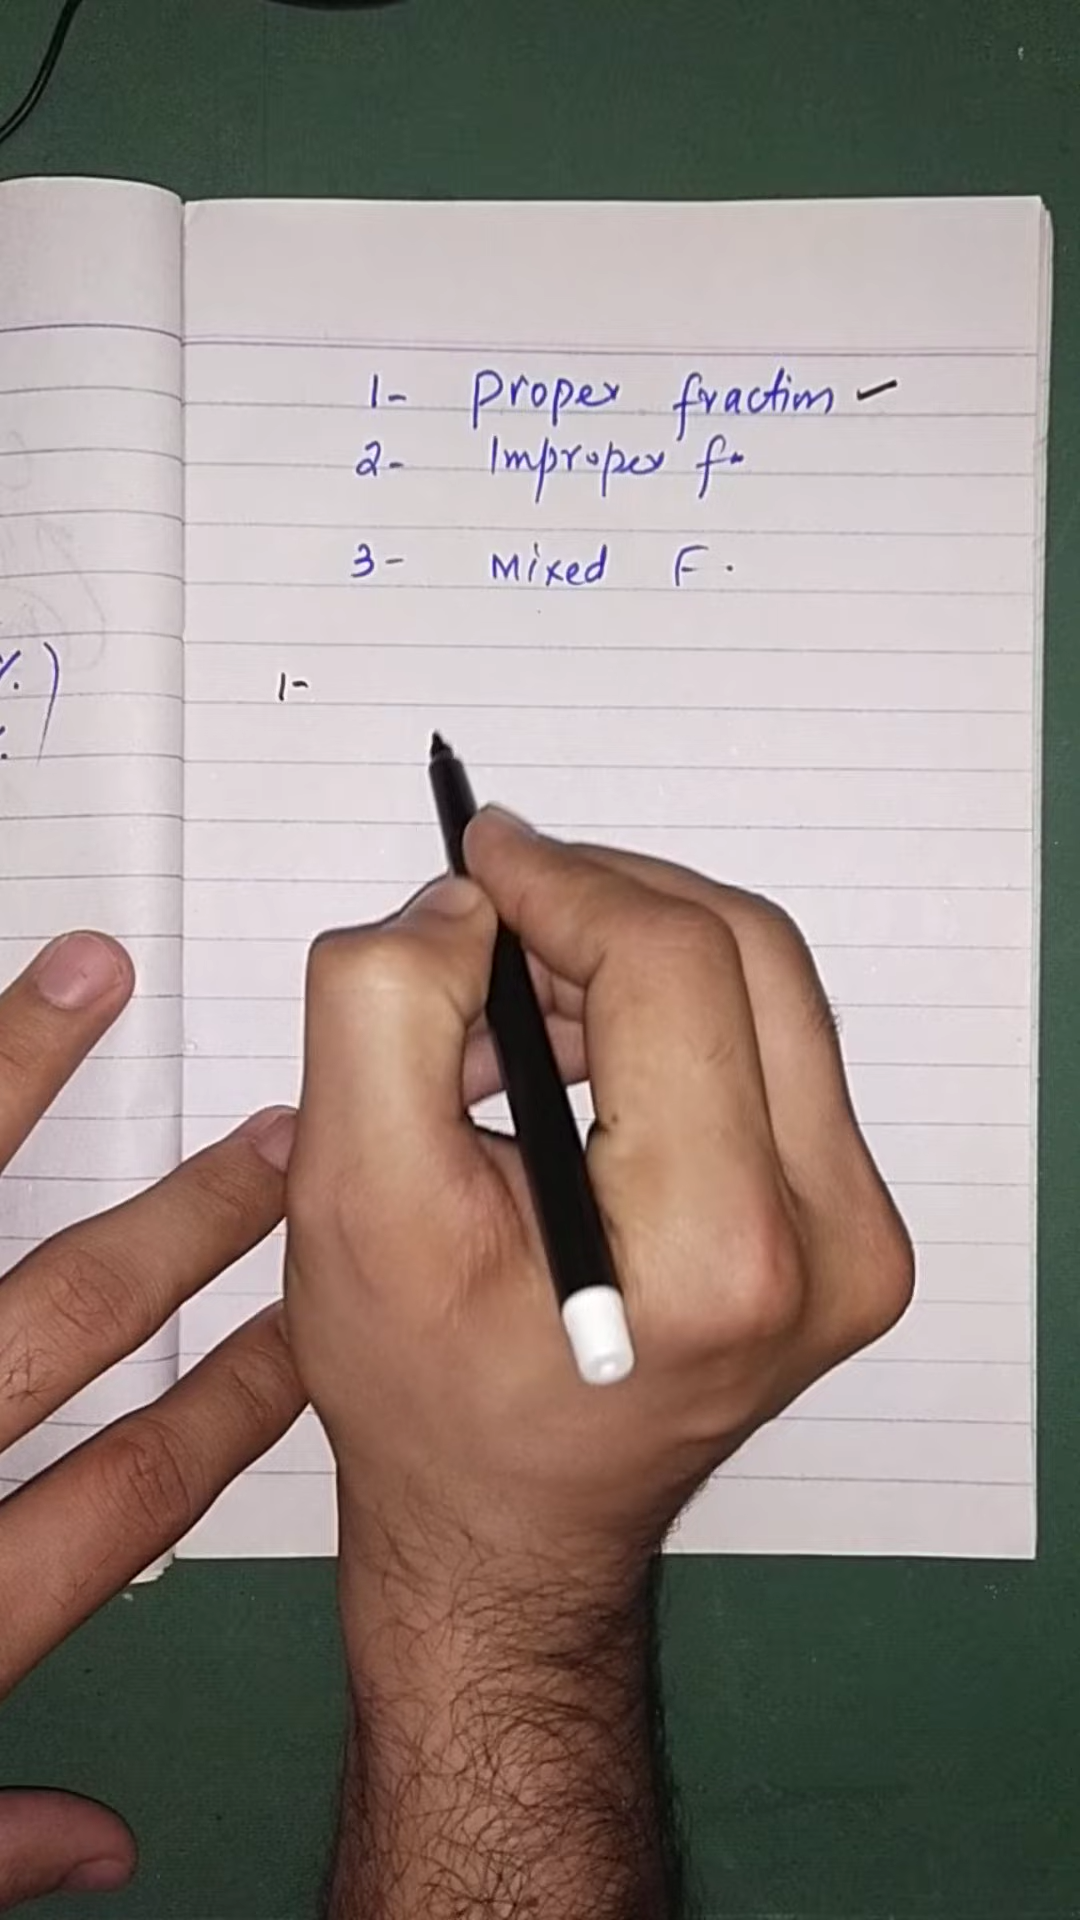 1- Proper fraction
2- Improper f
3- Mixed F.
1-
%)